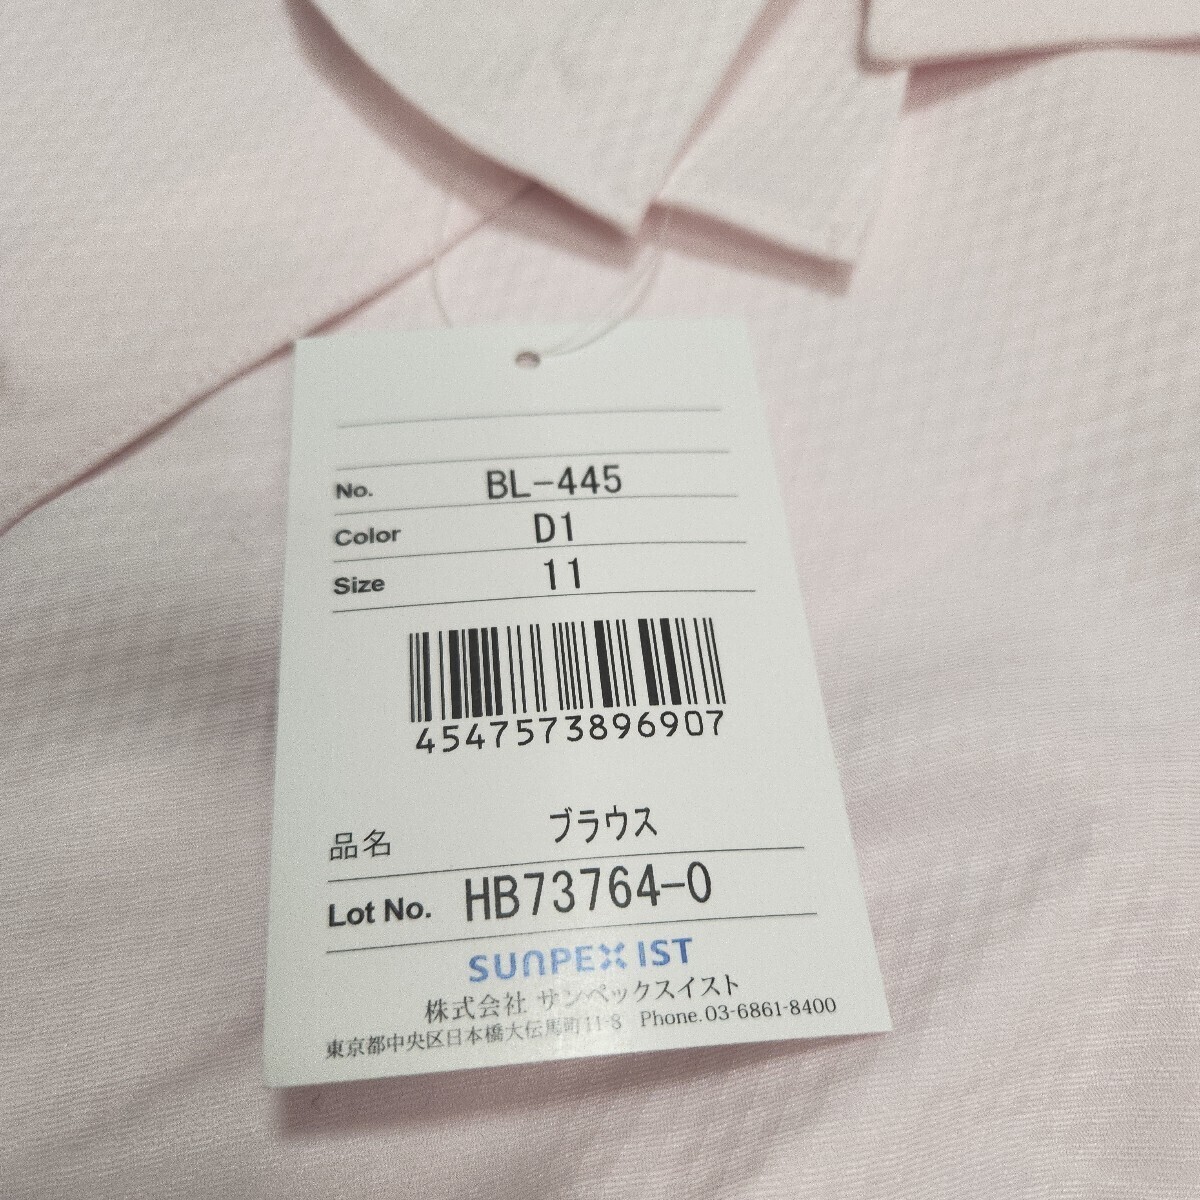 No. BL-445
Color D1
Size 11
4547573896907
品名 ブラウス
Lot No. HB73764-0
SUNPEX IST
株式会社 サンペックスイスト
東京都中央区日本橋大伝馬町11-8 Phone.03-6861-8400